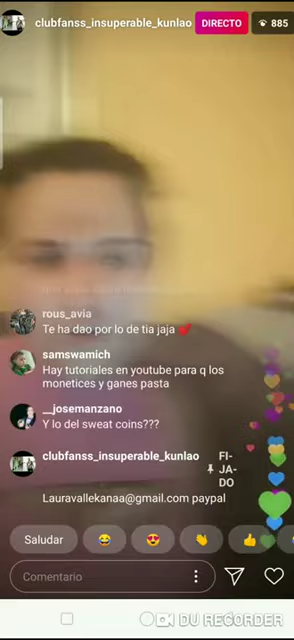 clubfanss_insuperable_kunlao DIRECTO 885
rous_avia
Te ha dao por lo de tia jaja ❤️
samswamich
Hay tutoriales en youtube para q los
monetices y ganes pasta
__josemanzano
Y lo del sweat coins???
clubfanss_insuperable_kunlao
FI-
JA-
DO
Lauravallekanaa@gmail.com paypal
Saludar 😂 😍 👏 👍
Comentario
DU RECORDER